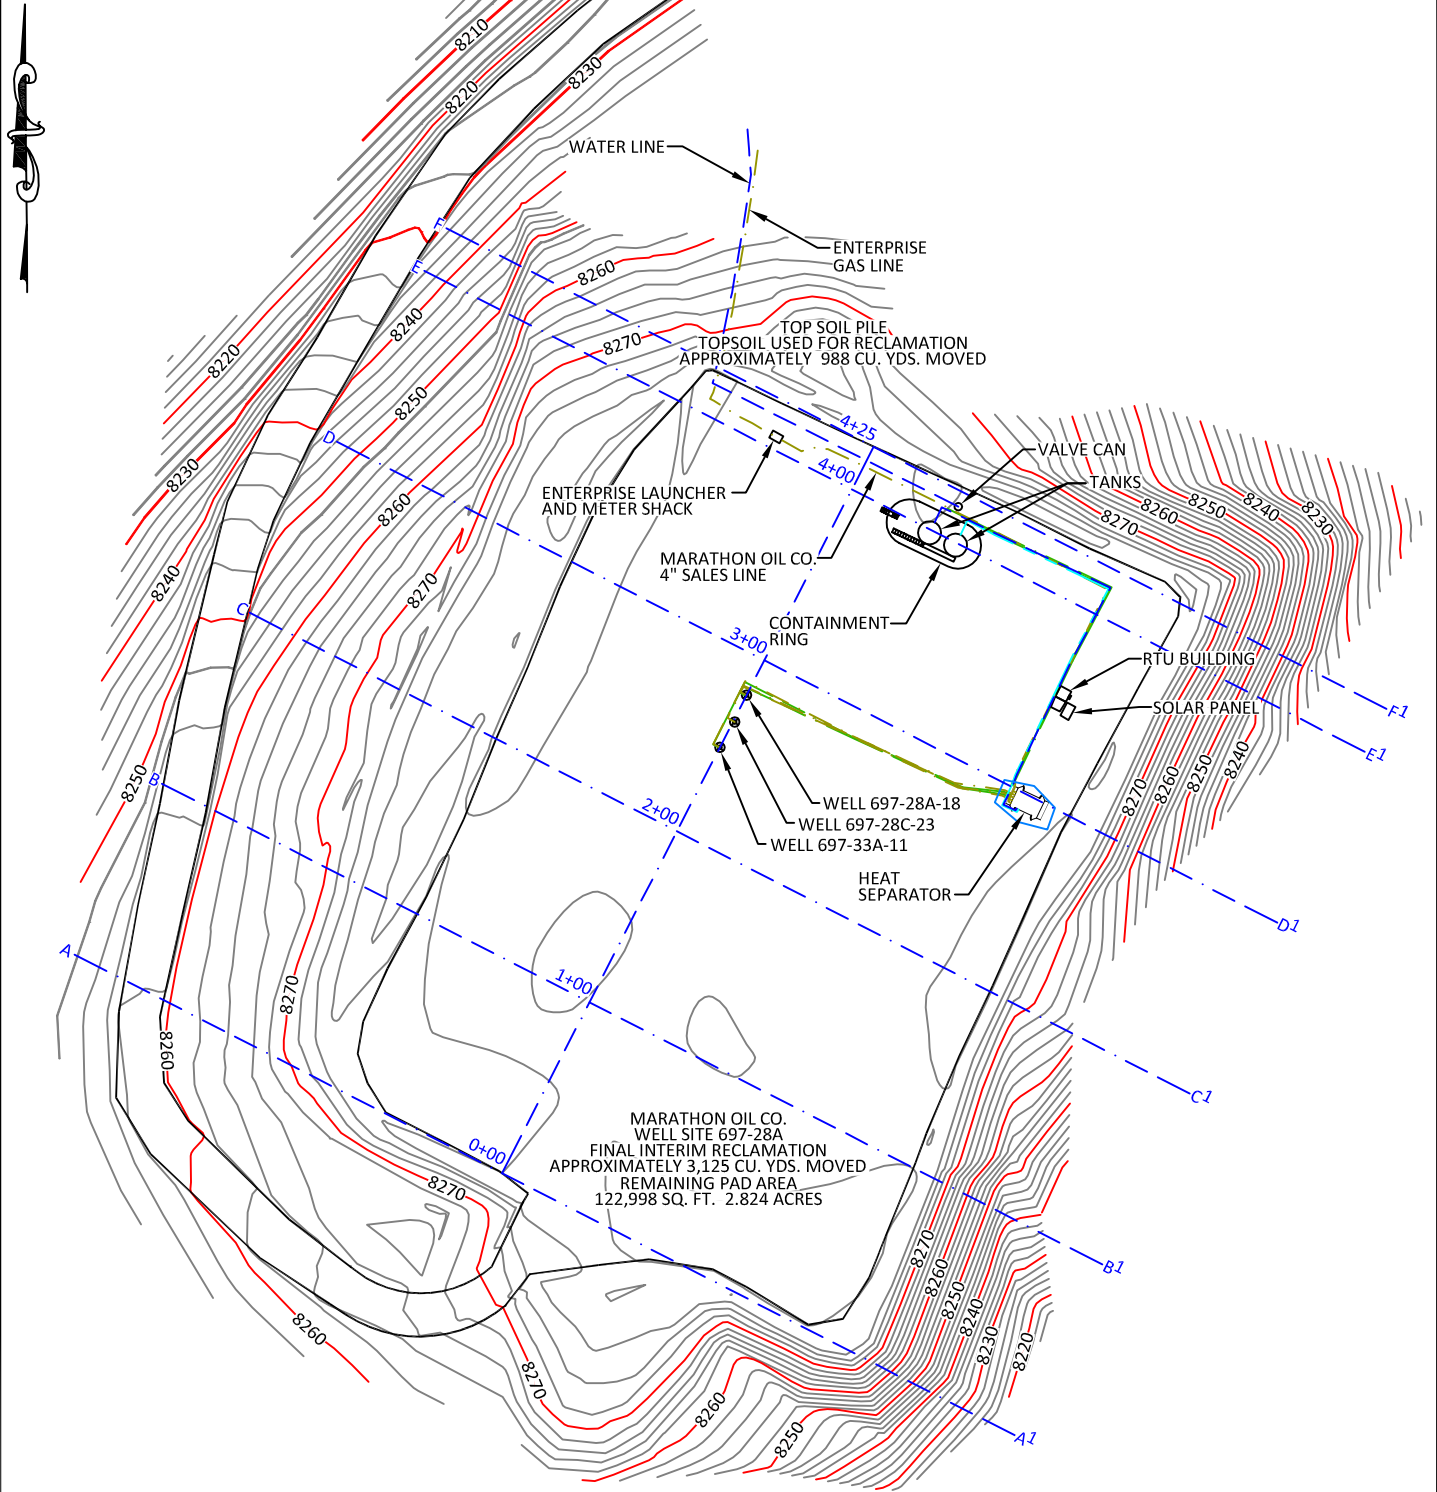 8210
8230
8220
WATER LINE
F
ENTERPRISE
GAS LINE
E
8260
8240
TOP SOIL PILE
TOPSOIL USED FOR RECLAMATION
APPROXIMATELY 988 CU. YDS. MOVED
8270
8220
8250
4+25
D
VALVE CAN
4+00
TANKS
8230
ENTERPRISE LAUNCHER
AND METER SHACK
8260
8270
8260
8250
8240
8230
MARATHON OIL CO.
4" SALES LINE
8240
8270
C
CONTAINMENT
RING
3+00
RTU BUILDING
SOLAR PANEL
F1
E1
8250
B
8270
8260
8250
8240
2+00
WELL 697-28A-18
WELL 697-28C-23
WELL 697-33A-11
HEAT
SEPARATOR
D1
A
8270
1+00
8260
C1
MARATHON OIL CO.
WELL SITE 697-28A
FINAL INTERIM RECLAMATION
APPROXIMATELY 3,125 CU. YDS. MOVED
REMAINING PAD AREA
122,998 SQ. FT. 2.824 ACRES
0+00
8270
B1
8270
8260
8250
8240
8230
8220
8260
8270
8260
8250
A1